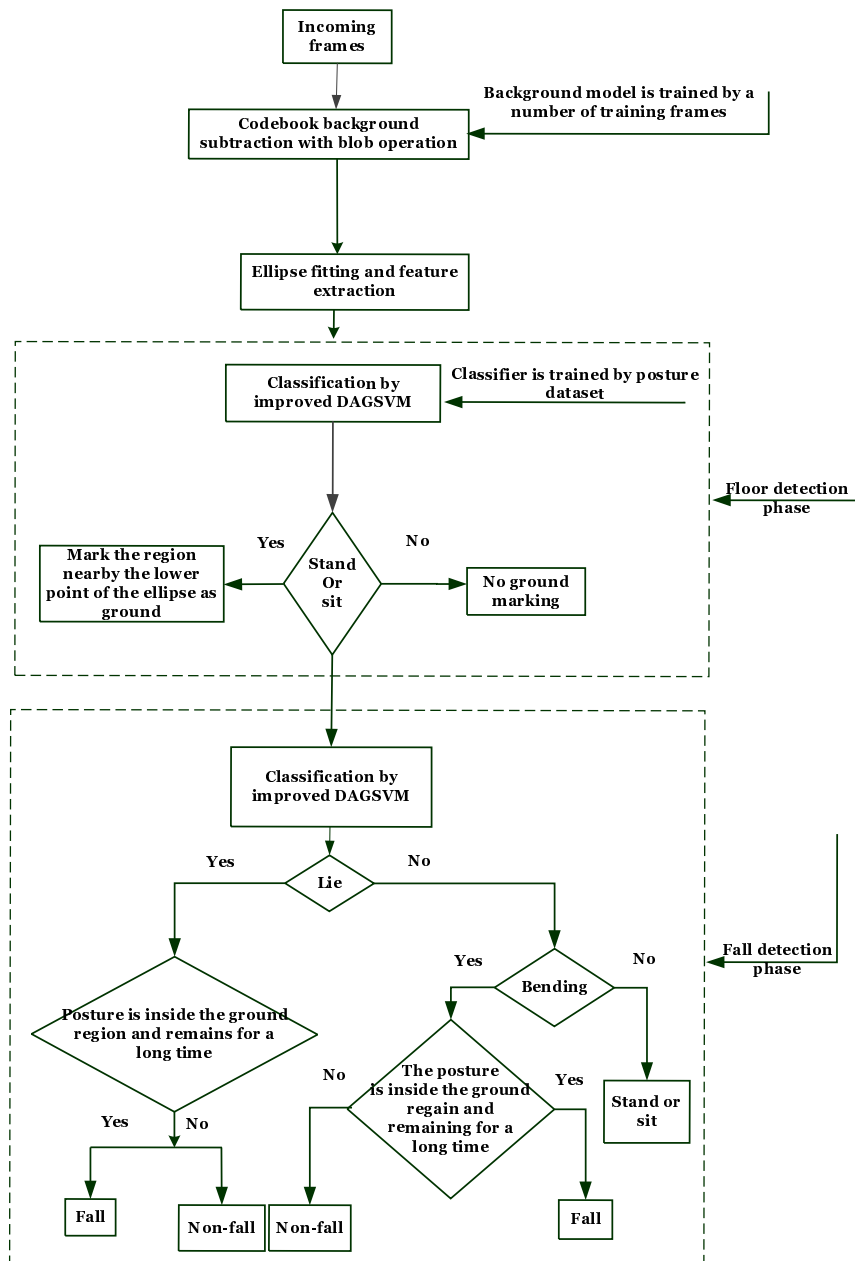 Incoming
frames
Background model is trained by a
number of training frames
Codebook background
subtraction with blob operation
Ellipse fitting and feature
extraction
Classification by
improved DAGSVM
Classifier is trained by posture
dataset
Floor detection
phase
Yes
No
Stand
Or
sit
Mark the region
nearby the lower
point of the ellipse as
ground
No ground
marking
Classification by
improved DAGSVM
Yes
No
Lie
Fall detection
phase
Yes
No
Bending
Posture is inside the ground
region and remains for a
long time
No
The posture
is inside the ground
regain and
remaining for a
long time
Yes
Stand or
sit
Yes
No
Fall
Non-fall
Non-fall
Fall